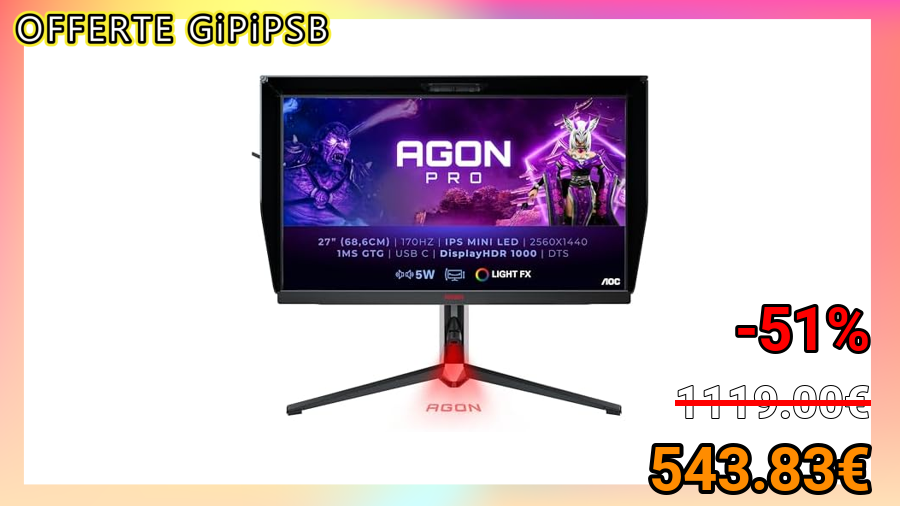 OFFERTE GiPiPSB
AGON
PRO
27" (68,6CM) | 170HZ | IPS MINI LED | 2560X1440
1MS GTG | USB C | DisplayHDR 1000 | DTS
5W LIGHT FX
AOC
AGON
-51%
1119.00€
543.83€